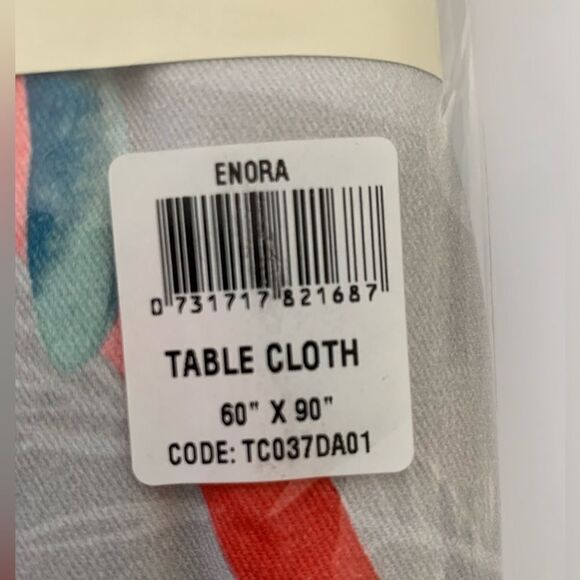 ENORA
0 731717 821687
TABLE CLOTH
60" X 90"
CODE: TC037DA01